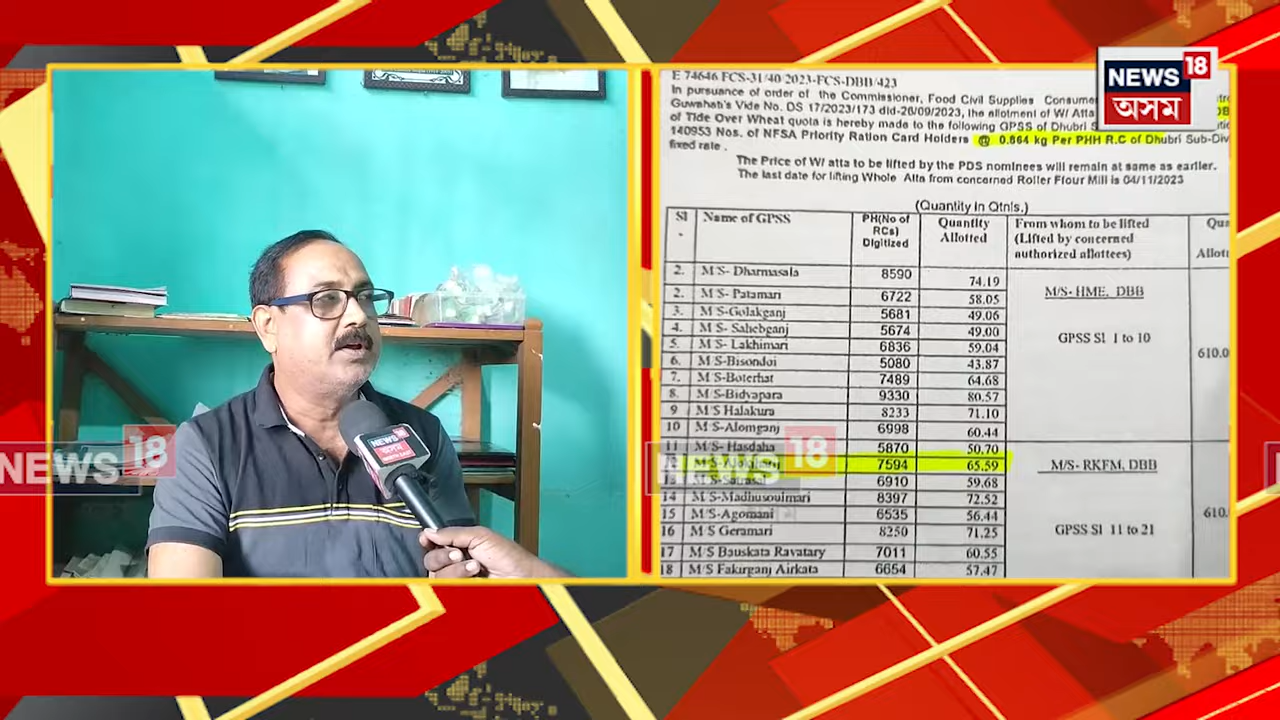 NEWS 18
অসম
E 74646 FCS-31/40/2023-FCS-DBB/423
In pursuance of order of the Commissioner, Food Civil Supplies
Guwahati's Vide No. DS 17/2023/173 dtd-26/09/2023, the allotment of W/ Atta
of Tide Over Wheat quota is hereby made to the following GPSS of Dhubri
140953 Nos. of NFSA Priority Ration Card Holders @ 0.864 kg Per PHH R.C of Dhubri
fixed rate .
The Price of W/ atta to be lifted by the PDS nominees will remain at same as earlier.
The last date for lifting Whole Atta from concerned Roller Flour Mill is 04/11/2023
(Quantity in Qtnls.)
Sl . Name of GPSS PH(No of RCs) Digitized Quantity Allotted From whom to be lifted (Lifted by concerned authorized allottees)
2. M/S- Dharmasala 8590 74.19 M/S- HME, DBB
2. M/S- Patamari 6722 58.05
3. M/S-Golakganj 5681 49.06
4. M/S- Sahebganj 5674 49.00 GPSS Sl 1 to 10
5. M/S- Lakhimari 6836 59.04
6. M/S-Bisondoi 5080 43.87
7. M/S-Boterhat 7489 64.68
8. M/S-Bidyapara 9330 80.57
9 M/S Halakura 8233 71.10
10 M/S-Alomganj 6998 60.44
11 M/S- Hasdaha 5870 50.70
7594 65.59 M/S- RKFM, DBB
13 M/S-Satrasal 6910 59.68
14 M/S-Madhusoulmari 8397 72.52
15 M/S-Agomani 6535 56.44
16 M/S Geramari 8250 71.25 GPSS Sl 11 to 21
17 M/S Bauskata Ravatary 7011 60.55
18 M/S Fakirganj Airkata 6654 57.47
NEWS 18
অসম
NORTH EAST
NEWS 18
NEWS 18